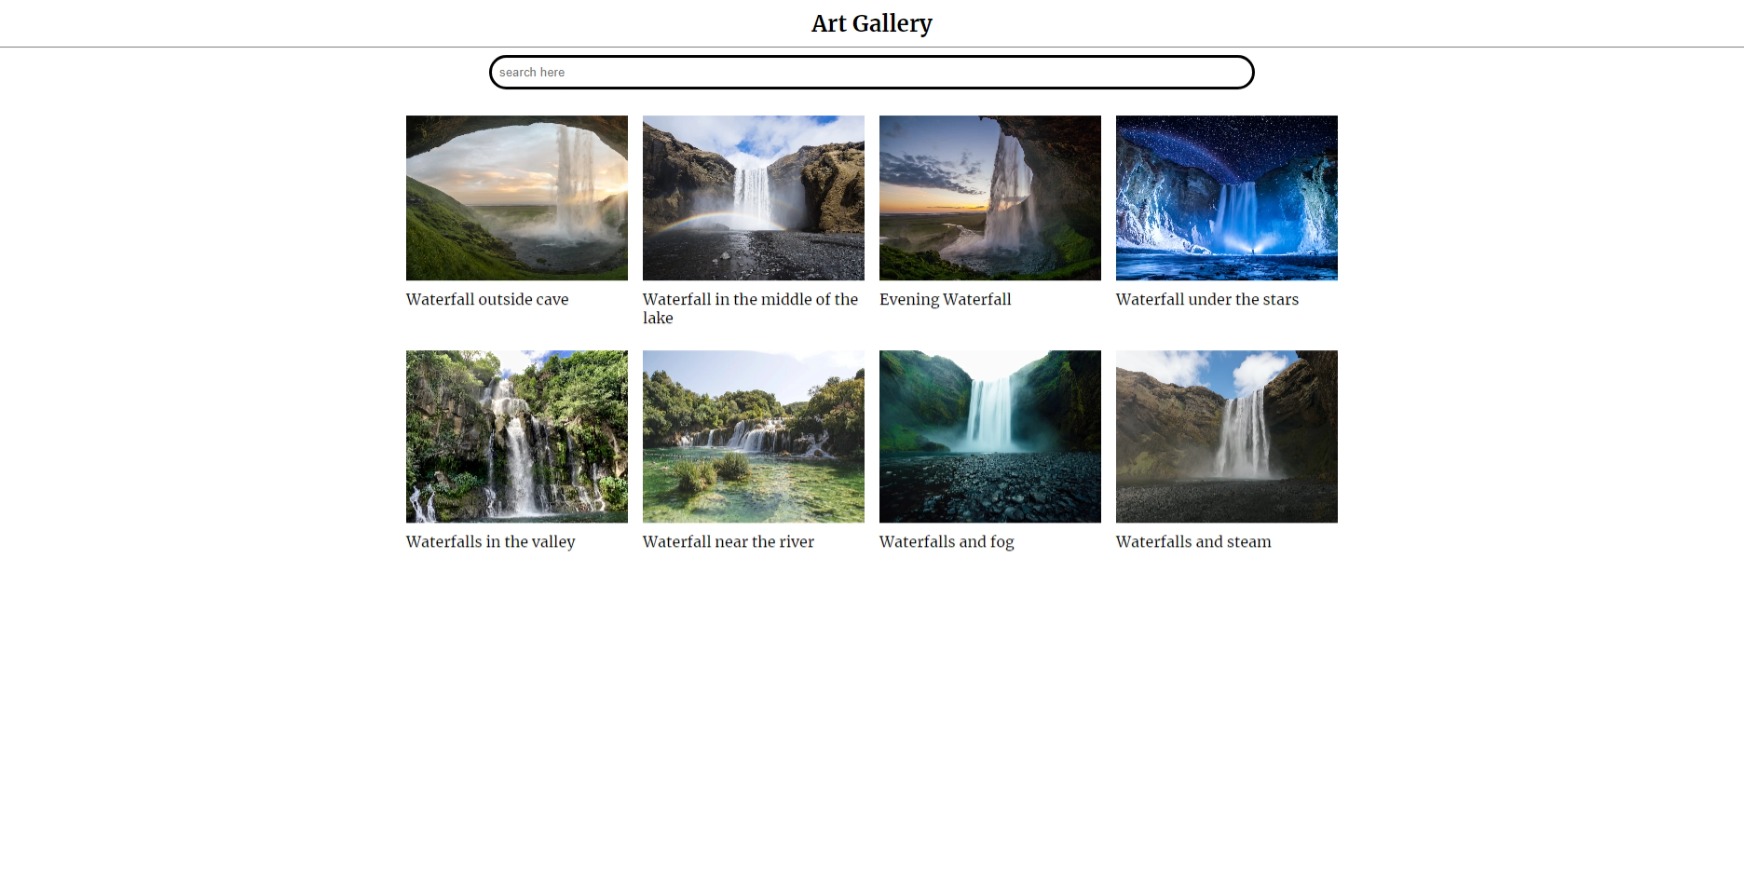 Art Gallery
search here
Waterfall outside cave
Waterfall in the middle of the
lake
Evening Waterfall
Waterfall under the stars
Waterfalls in the valley
Waterfall near the river
Waterfalls and fog
Waterfalls and steam